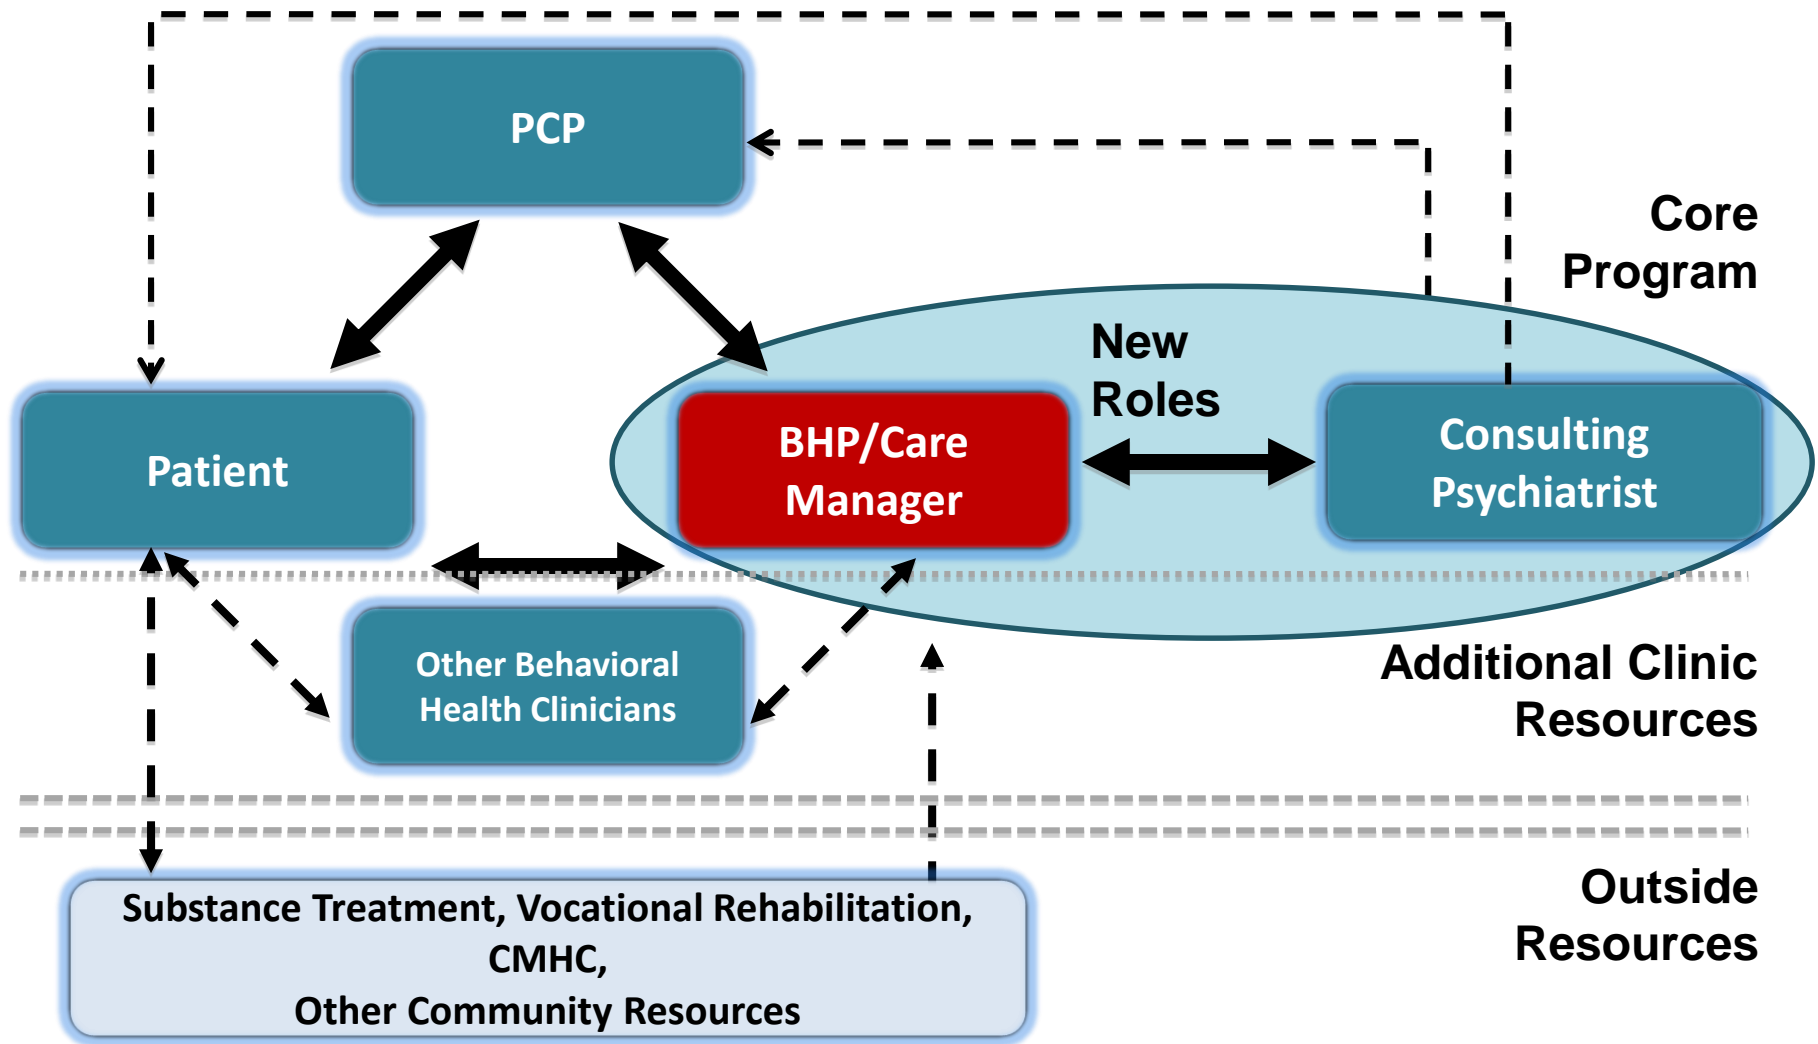 PCP
Core
Program
New
Roles
Patient
BHP/Care
Manager
Consulting
Psychiatrist
Other Behavioral
Health Clinicians
Additional Clinic
Resources
Substance Treatment, Vocational Rehabilitation,
CMHC,
Other Community Resources
Outside
Resources